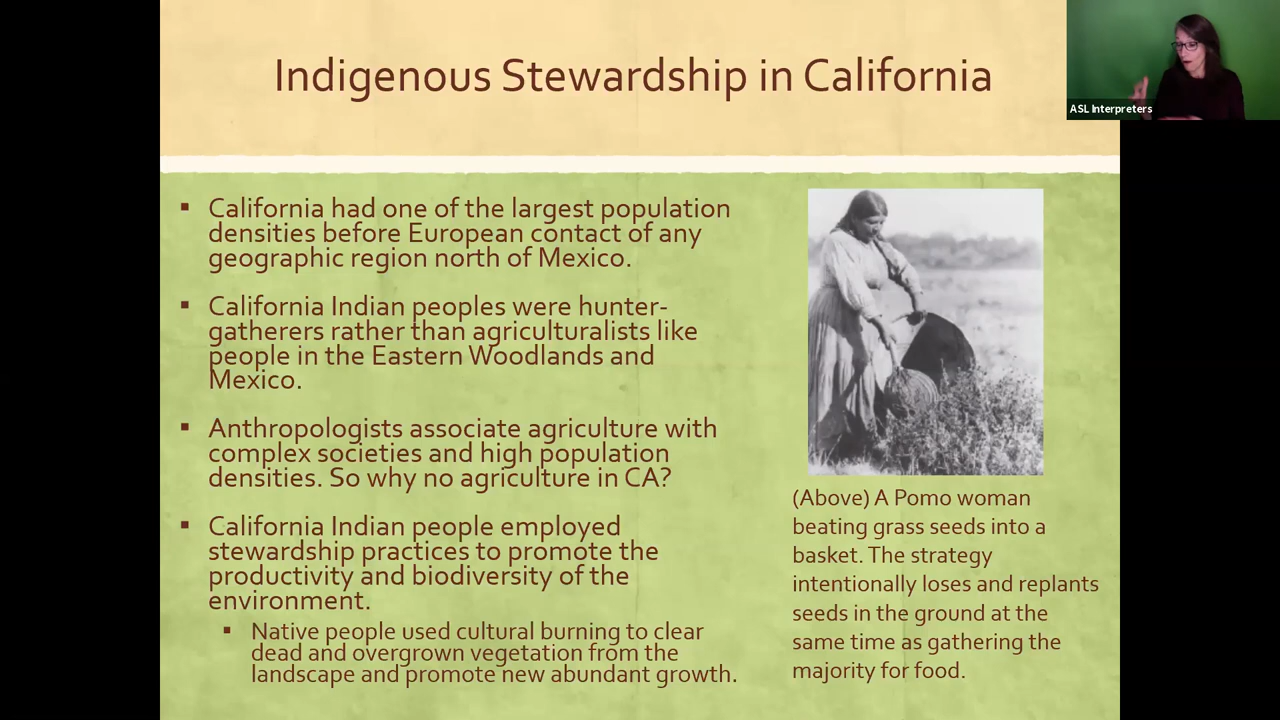 Indigenous Stewardship in California
ASL Interpreters
▪ California had one of the largest population
densities before European contact of any
geographic region north of Mexico.
▪ California Indian peoples were hunter-
gatherers rather than agriculturalists like
people in the Eastern Woodlands and
Mexico.
▪ Anthropologists associate agriculture with
complex societies and high population
densities. So why no agriculture in CA?
▪ California Indian people employed
stewardship practices to promote the
productivity and biodiversity of the
environment.
▪ Native people used cultural burning to clear
dead and overgrown vegetation from the
landscape and promote new abundant growth.
(Above) A Pomo woman
beating grass seeds into a
basket. The strategy
intentionally loses and replants
seeds in the ground at the
same time as gathering the
majority for food.